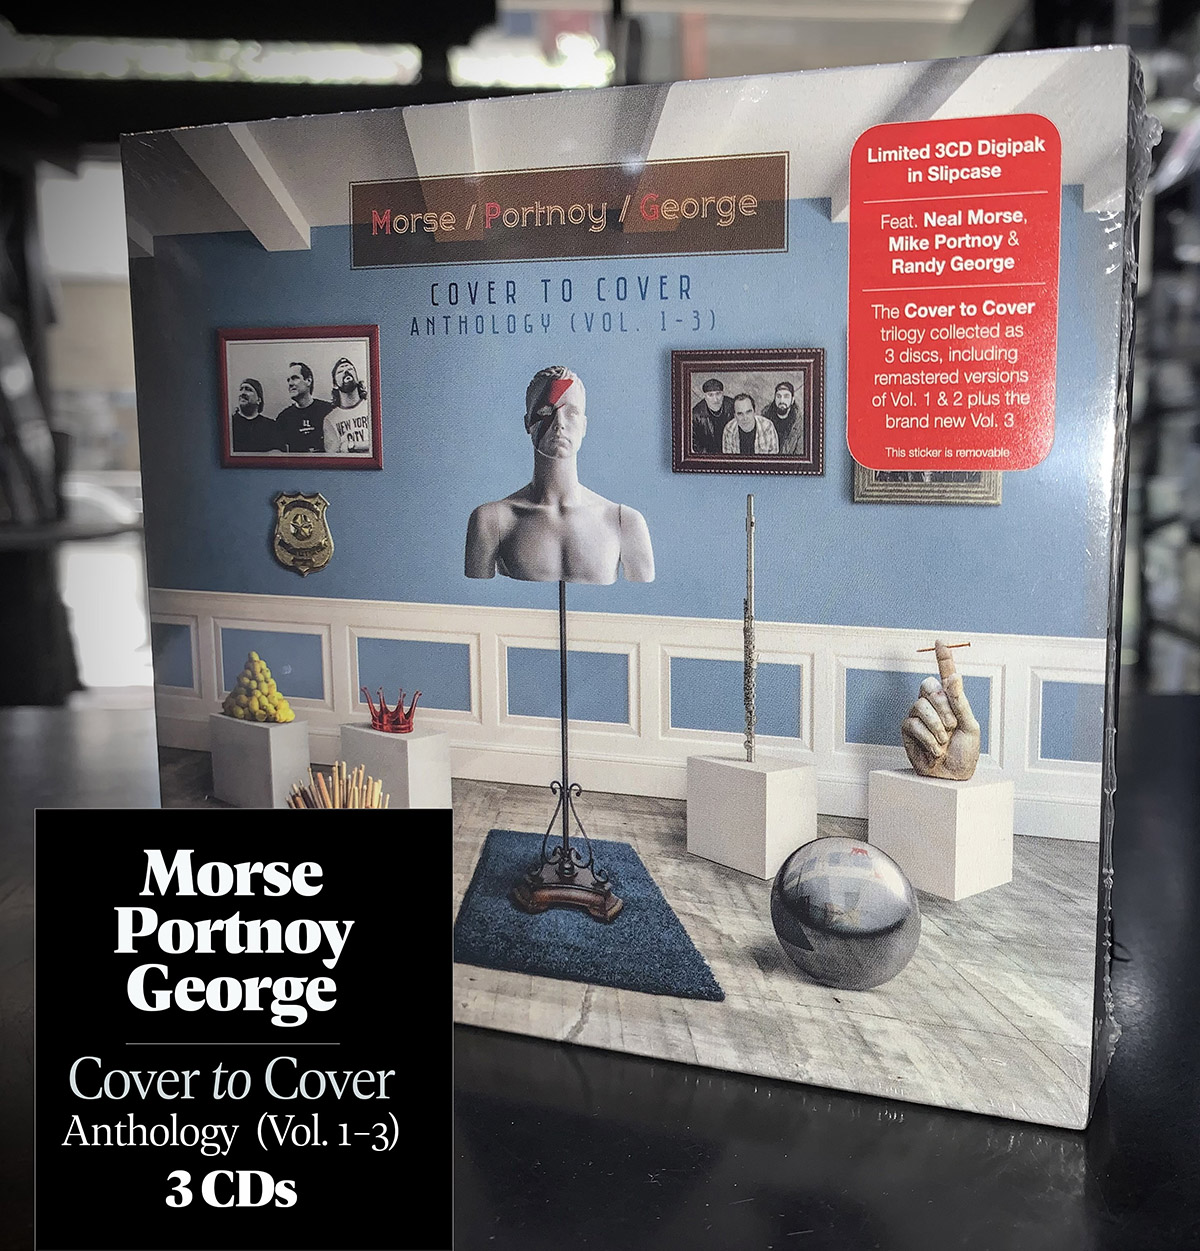 Morse / Portnoy / George
COVER TO COVER
ANTHOLOGY (VOL. 1-3)
Limited 3CD Digipak
in Slipcase
Feat. Neal Morse,
Mike Portnoy &
Randy George
The Cover to Cover
trilogy collected as
3 discs, including
remastered versions
of Vol. 1 & 2 plus the
brand new Vol. 3
This sticker is removable
NEW YORK
CITY
Morse
Portnoy
George
Cover to Cover
Anthology (Vol. 1–3)
3 CDs